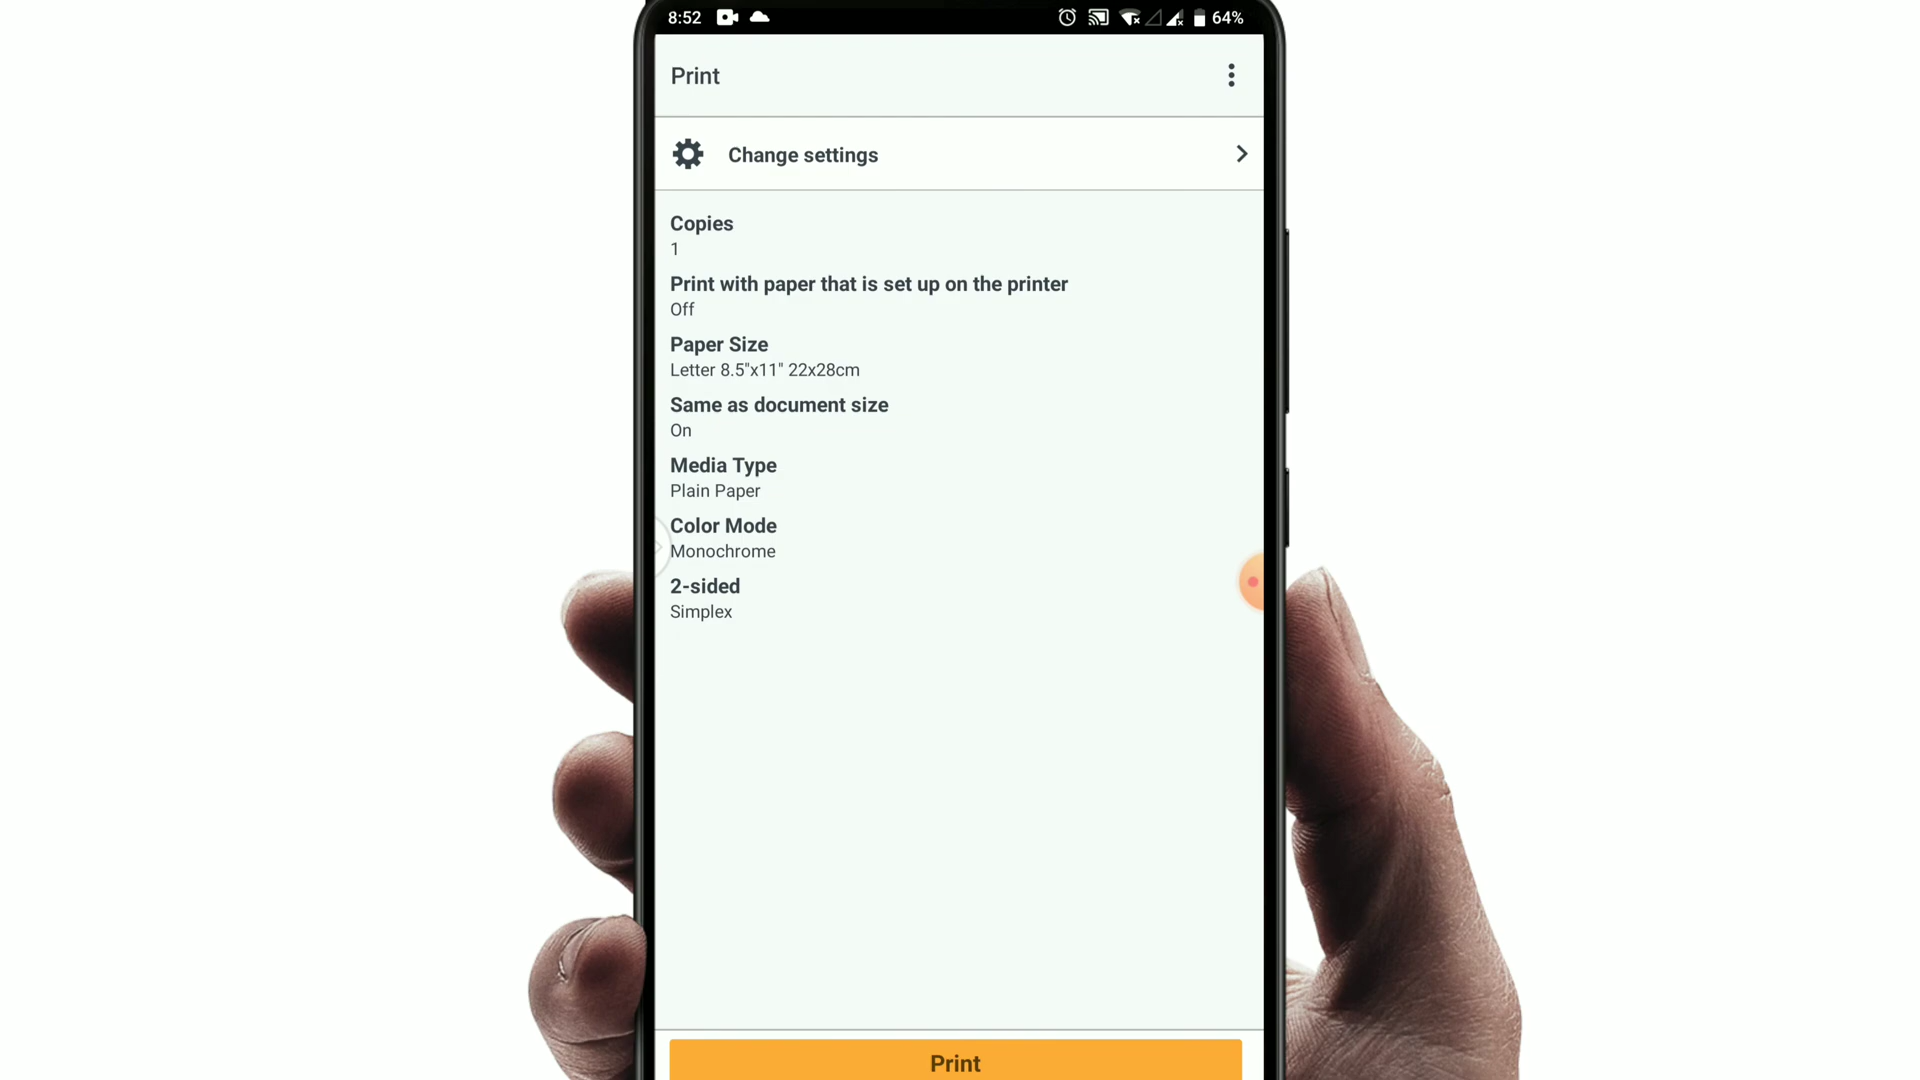 8:52
64%
Print
Change settings
Copies
1
Print with paper that is set up on the printer
Off
Paper Size
Letter 8.5"x11" 22x28cm
Same as document size
On
Media Type
Plain Paper
Color Mode
Monochrome
2-sided
Simplex
Print